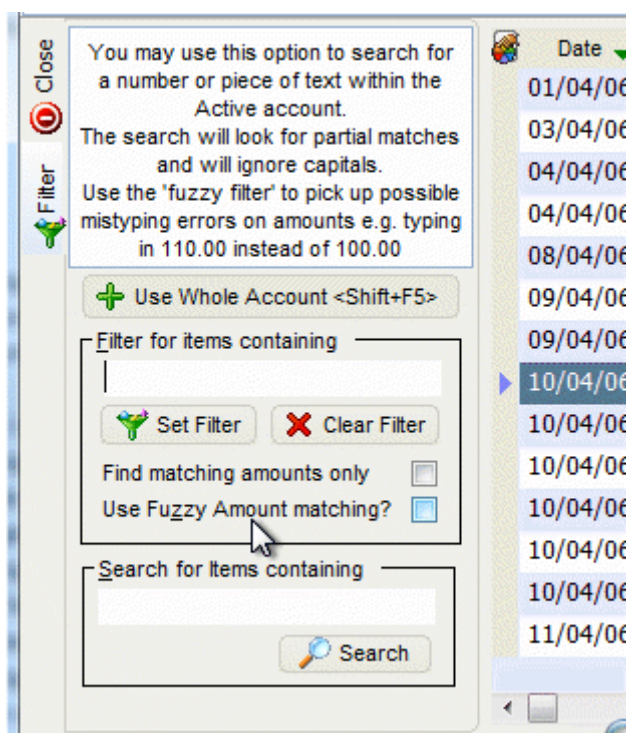 Close
Filter
You may use this option to search for
a number or piece of text within the
Active account.
The search will look for partial matches
and will ignore capitals.
Use the 'fuzzy filter' to pick up possible
mistyping errors on amounts e.g. typing
in 110.00 instead of 100.00
Use Whole Account <Shift+F5>
Filter for items containing
Set Filter
Clear Filter
Find matching amounts only
Use Fuzzy Amount matching?
Search for Items containing
Search
Date
01/04/06
03/04/06
04/04/06
04/04/06
08/04/06
09/04/06
09/04/06
10/04/06
10/04/06
10/04/06
10/04/06
10/04/06
10/04/06
11/04/06